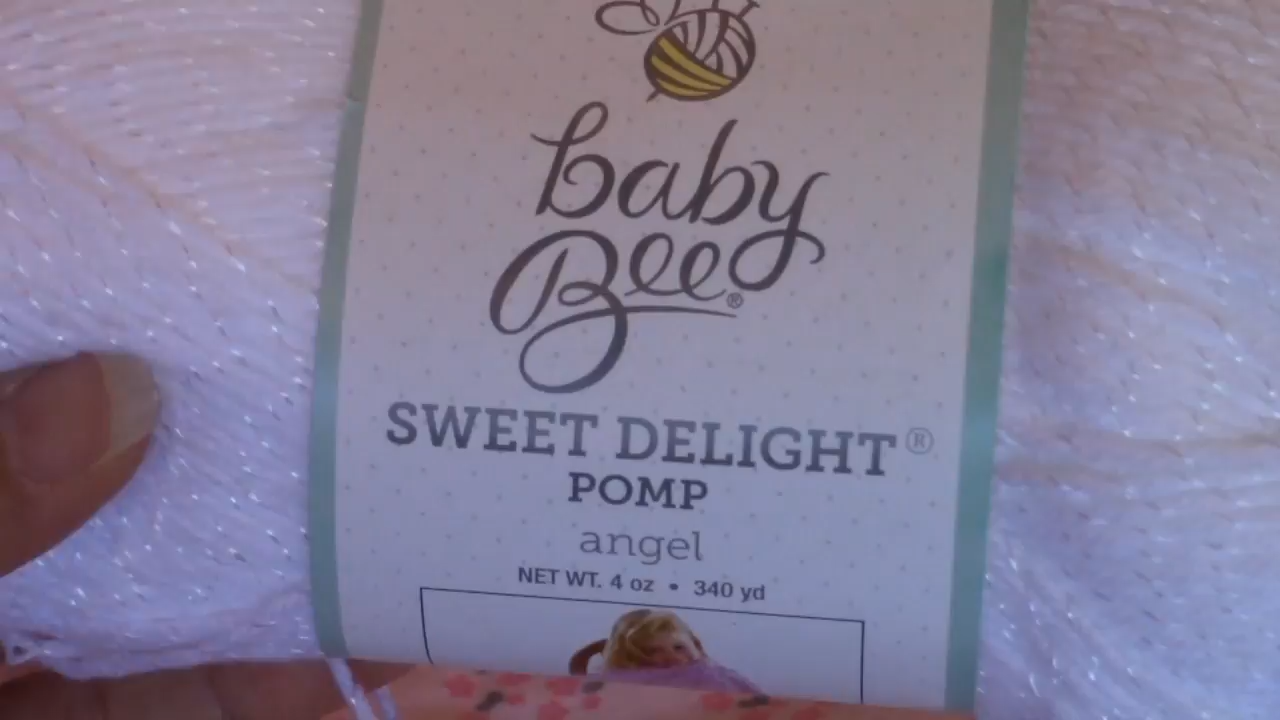 baby
Bee®
SWEET DELIGHT®
POMP
angel
NET WT. 4 oz • 340 yd